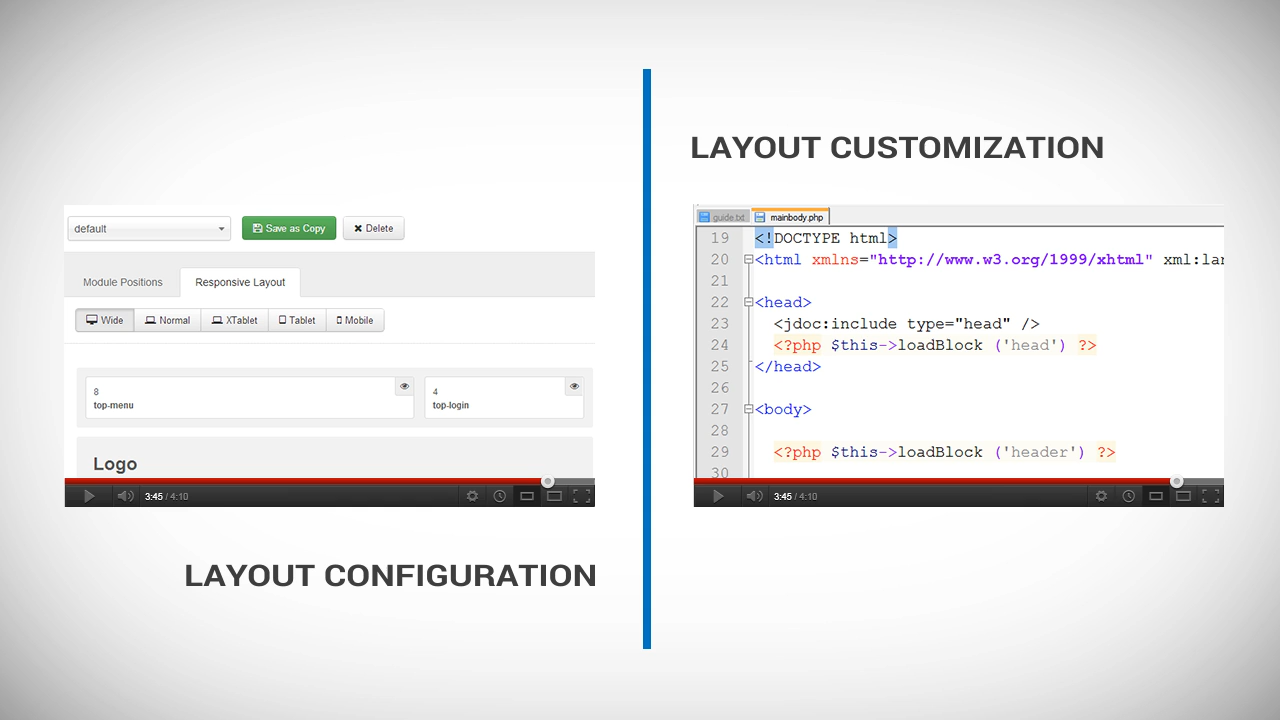 default
Save as Copy
Delete
Module Positions
Responsive Layout
Wide
Normal
XTablet
Tablet
Mobile
8
top-menu
4
top-login
Logo
3:45 / 4:10
LAYOUT CONFIGURATION
LAYOUT CUSTOMIZATION
guide.txt
mainbody.php
19 <!DOCTYPE html>
20 <html xmlns="http://www.w3.org/1999/xhtml" xml:lan
21
22 <head>
23 <jdoc:include type="head" />
24 <?php $this->loadBlock ('head') ?>
25 </head>
26
27 <body>
28
29 <?php $this->loadBlock ('header') ?>
30
3:45 / 4:10